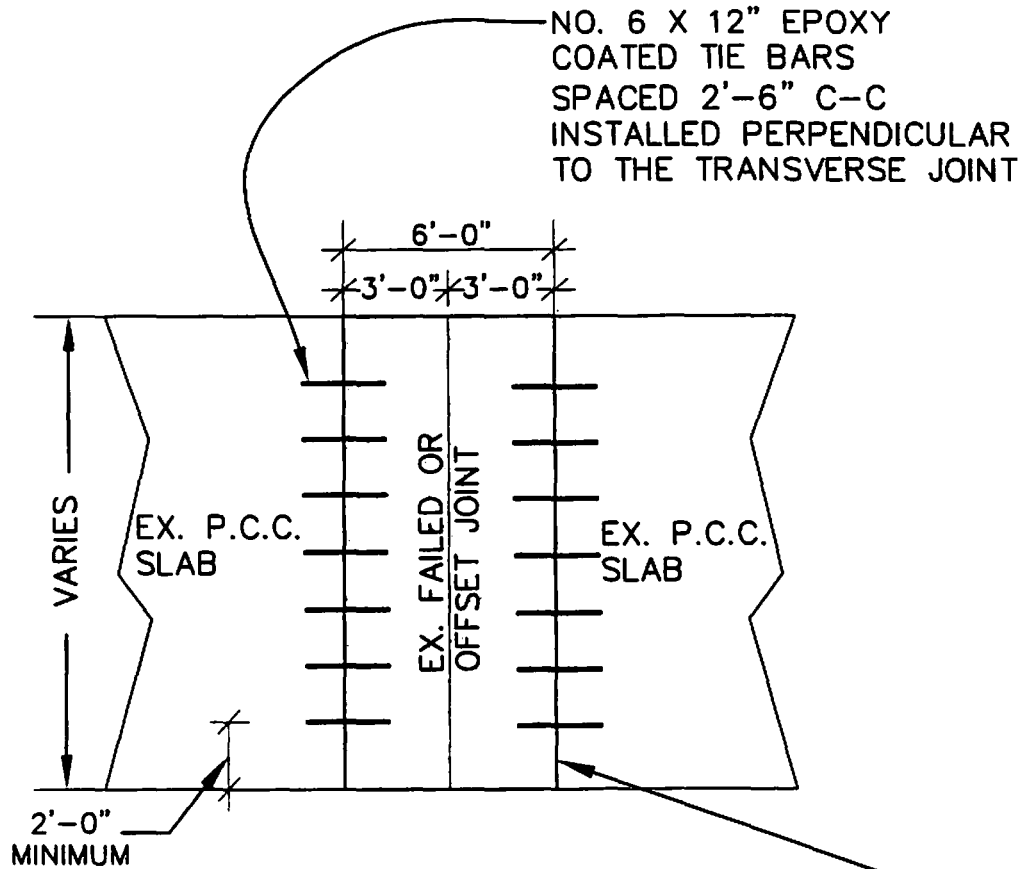 NO. 6 X 12" EPOXY
COATED TIE BARS
SPACED 2'-6" C-C
INSTALLED PERPENDICULAR
TO THE TRANSVERSE JOINT
6'-0"
3'-0" 3'-0"
VARIES
EX. P.C.C.
SLAB
EX. FAILED OR
OFFSET JOINT
EX. P.C.C.
SLAB
2'-0"
MINIMUM